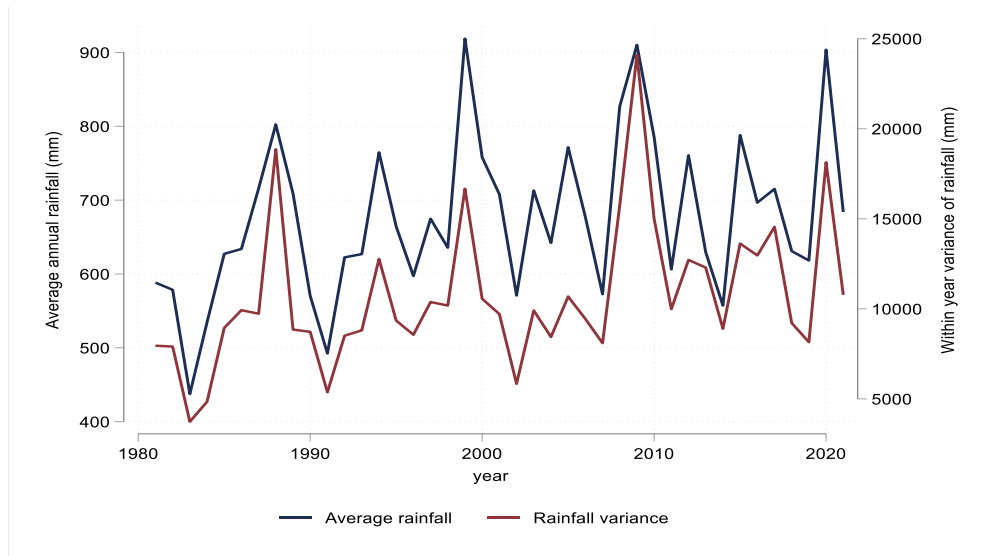 Average annual rainfall (mm)
900
800
700
600
500
400
25000
20000
15000
10000
5000
Within year variance of rainfall (mm)
1980 1990 2000 2010 2020
year
Average rainfall Rainfall variance